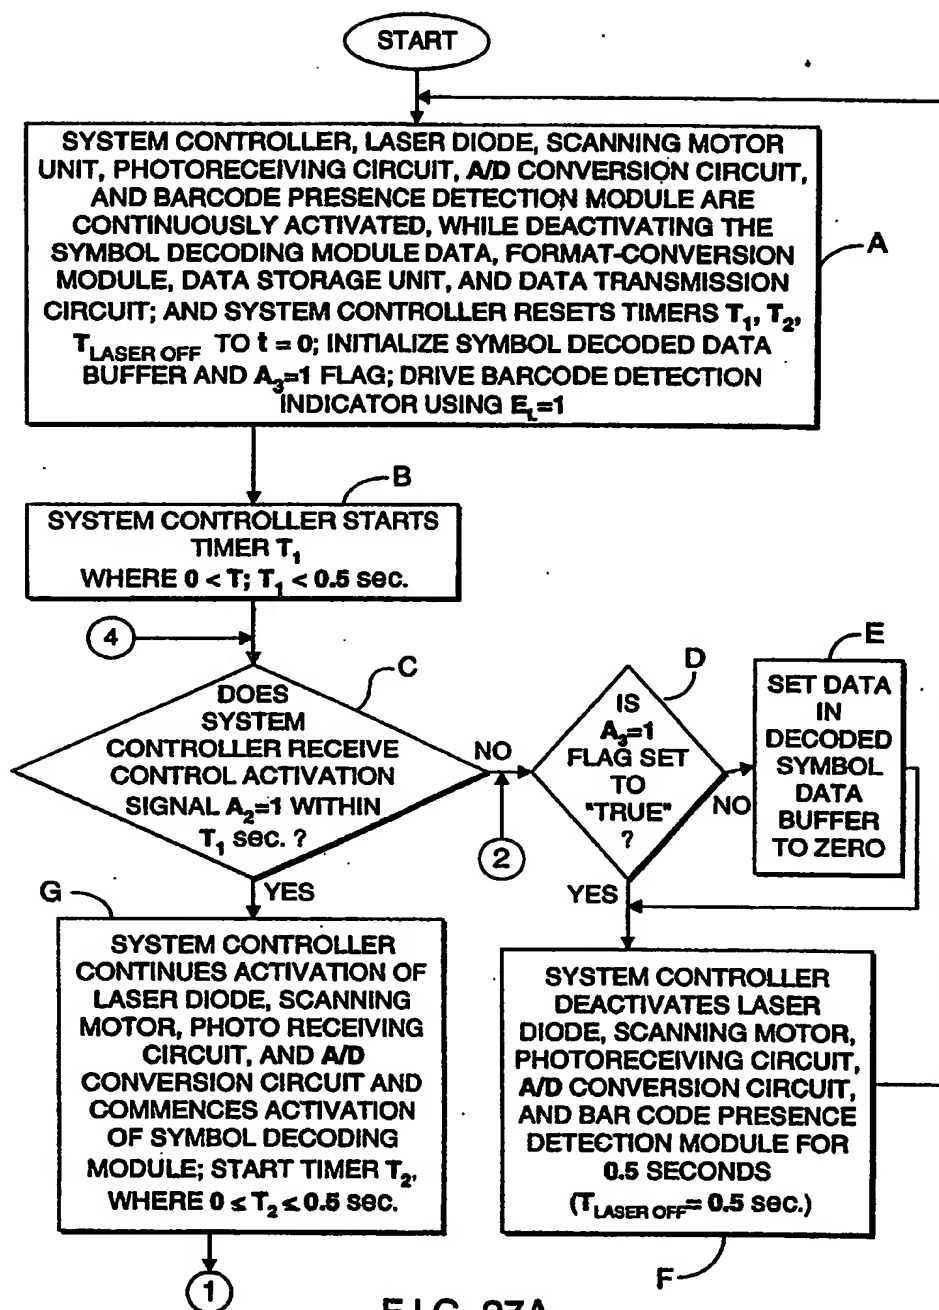 START
SYSTEM CONTROLLER, LASER DIODE, SCANNING MOTOR
UNIT, PHOTORECEIVING CIRCUIT, A/D CONVERSION CIRCUIT,
AND BARCODE PRESENCE DETECTION MODULE ARE
CONTINUOUSLY ACTIVATED, WHILE DEACTIVATING THE
SYMBOL DECODING MODULE DATA, FORMAT-CONVERSION
MODULE, DATA STORAGE UNIT, AND DATA TRANSMISSION
CIRCUIT; AND SYSTEM CONTROLLER RESETS TIMERS T1, T2,
TLASER OFF TO t = 0; INITIALIZE SYMBOL DECODED DATA
BUFFER AND A3=1 FLAG; DRIVE BARCODE DETECTION
INDICATOR USING EL=1
A
B
SYSTEM CONTROLLER STARTS
TIMER T1
WHERE 0 < T; T1 < 0.5 sec.
4
C
DOES
SYSTEM
CONTROLLER RECEIVE
CONTROL ACTIVATION
SIGNAL A2=1 WITHIN
T1 sec. ?
NO
2
YES
D
IS
A3=1
FLAG SET
TO
"TRUE"
?
NO
YES
E
SET DATA
IN
DECODED
SYMBOL
DATA
BUFFER
TO ZERO
G
SYSTEM CONTROLLER
CONTINUES ACTIVATION OF
LASER DIODE, SCANNING
MOTOR, PHOTO RECEIVING
CIRCUIT, AND A/D
CONVERSION CIRCUIT AND
COMMENCES ACTIVATION
OF SYMBOL DECODING
MODULE; START TIMER T2,
WHERE 0 ≤ T2 ≤ 0.5 sec.
1
SYSTEM CONTROLLER
DEACTIVATES LASER
DIODE, SCANNING MOTOR,
PHOTORECEIVING CIRCUIT,
A/D CONVERSION CIRCUIT,
AND BAR CODE PRESENCE
DETECTION MODULE FOR
0.5 SECONDS
(TLASER OFF= 0.5 sec.)
F
FIG. 27A